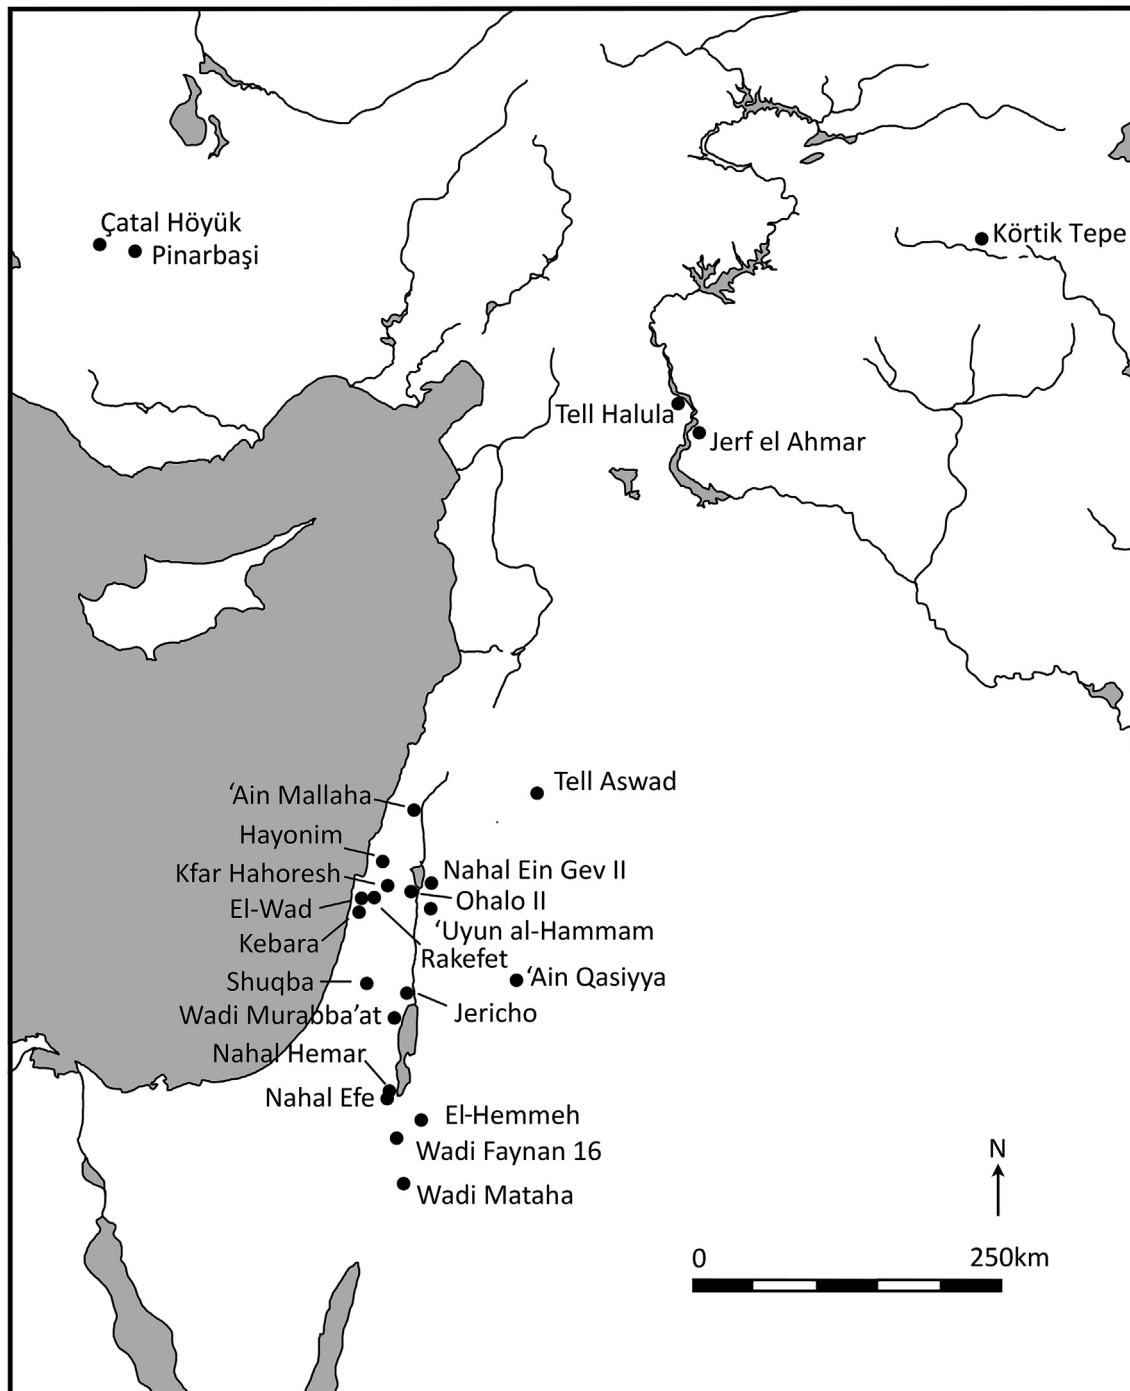 Çatal Höyük
Pinarbaşi
Körtik Tepe
Tell Halula
Jerf el Ahmar
Tell Aswad
‘Ain Mallaha
Hayonim
Kfar Hahoresh
Nahal Ein Gev II
Ohalo II
El-Wad
‘Uyun al-Hammam
Kebara
Rakefet
‘Ain Qasiyya
Shuqba
Jericho
Wadi Murabba’at
Nahal Hemar
Nahal Efe
El-Hemmeh
Wadi Faynan 16
Wadi Mataha
N
0
250km